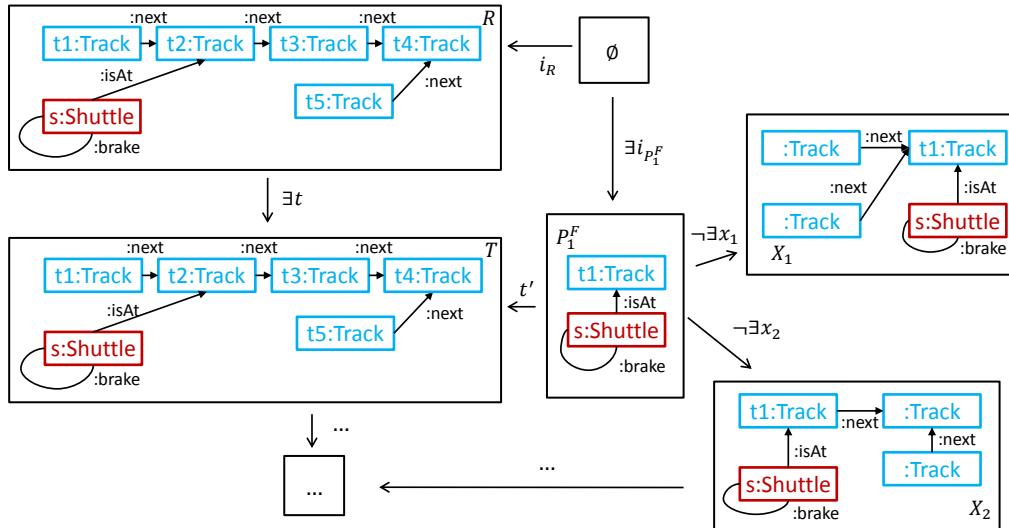 :next :next :next R
t1:Track t2:Track t3:Track t4:Track
:isAt
t5:Track :next
s:Shuttle
:brake
i_R
∅
∃t
∃i_{P_1^F}
:Track :next t1:Track
:next :isAt
:Track s:Shuttle
X_1 :brake
¬∃x_1
P_1^F
t1:Track
:isAt
s:Shuttle
:brake
t′
:next :next :next T
t1:Track t2:Track t3:Track t4:Track
:isAt
t5:Track :next
s:Shuttle
:brake
¬∃x_2
t1:Track :next :Track
:isAt :next
s:Shuttle :Track
:brake X_2
...
...
...